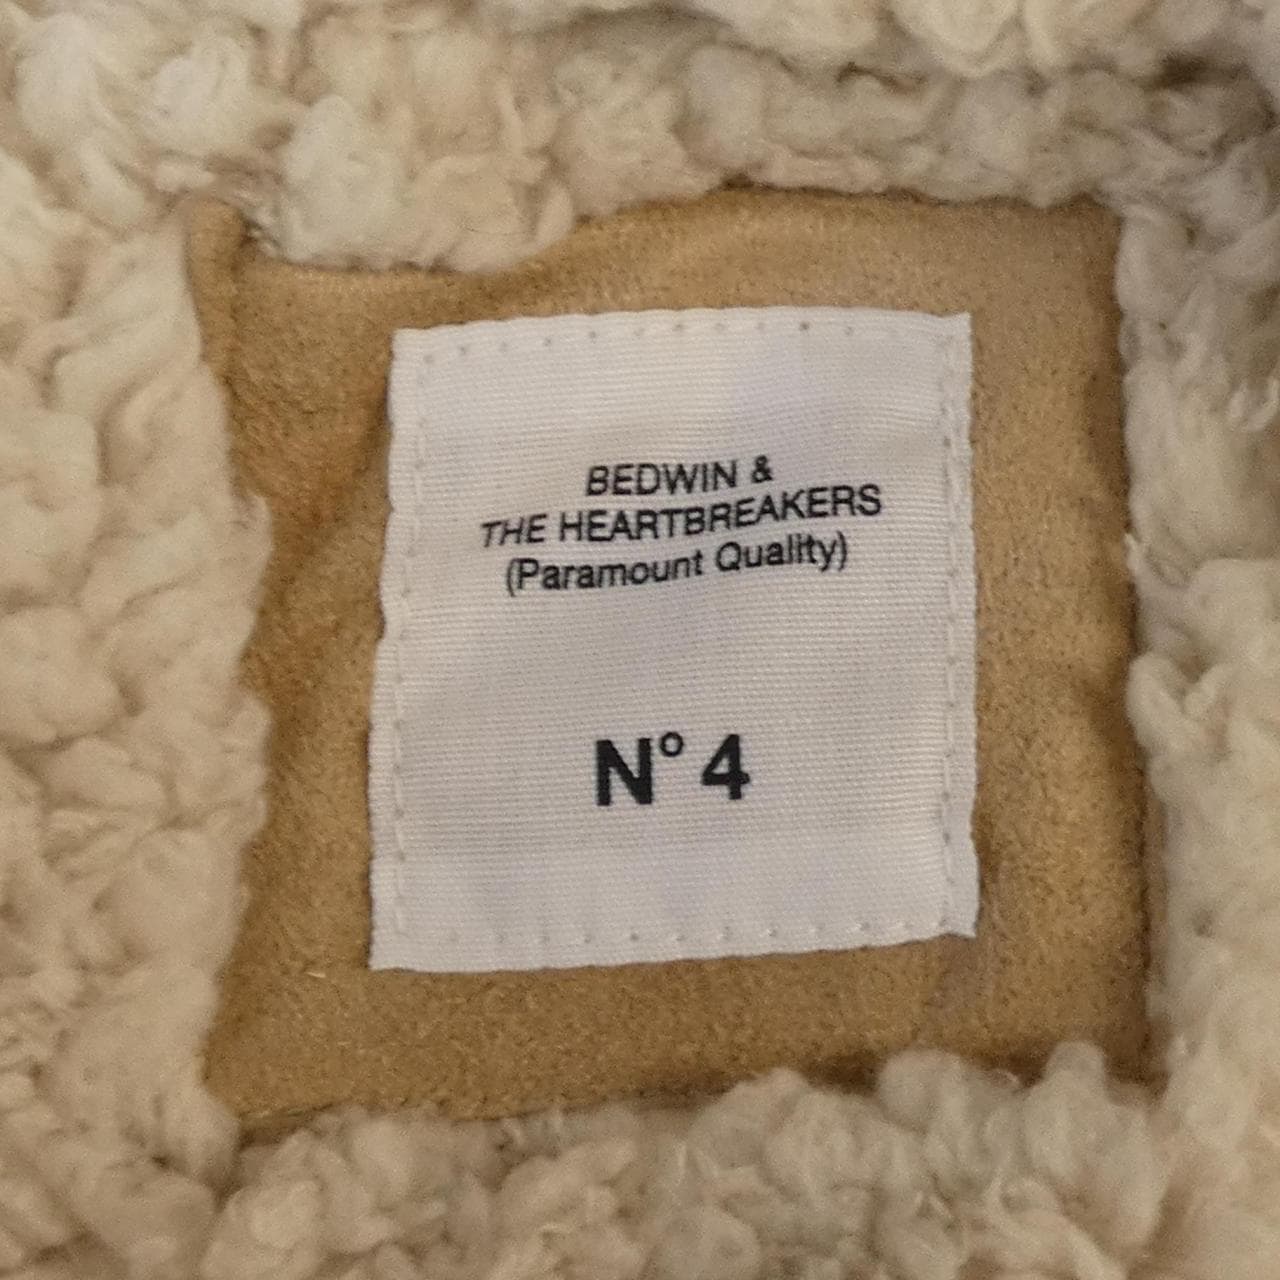 BEDWIN &
THE HEARTBREAKERS
(Paramount Quality)
N° 4